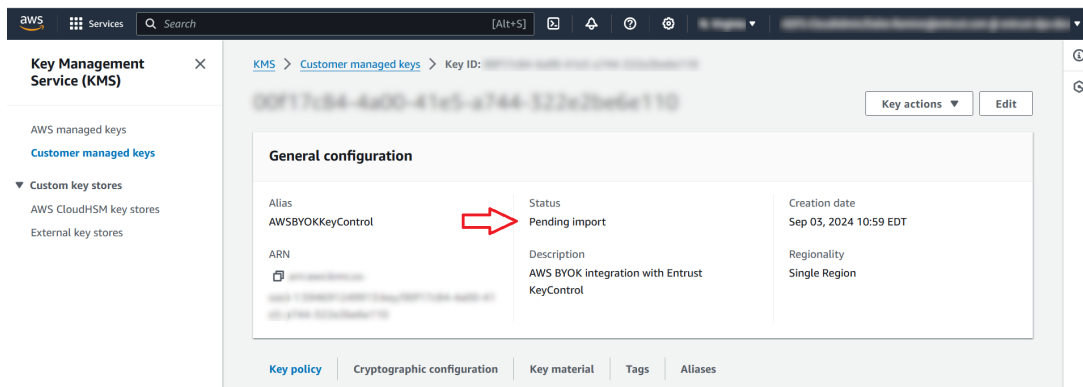 aws
Services
Search
[Alt+S]
Key Management
Service (KMS)
AWS managed keys
Customer managed keys
Custom key stores
AWS CloudHSM key stores
External key stores
KMS > Customer managed keys > Key ID:
Key actions
Edit
General configuration
Alias
AWSBYOKKeyControl
Status
Pending import
Creation date
Sep 03, 2024 10:59 EDT
ARN
Description
AWS BYOK integration with Entrust
KeyControl
Regionality
Single Region
Key policy
Cryptographic configuration
Key material
Tags
Aliases